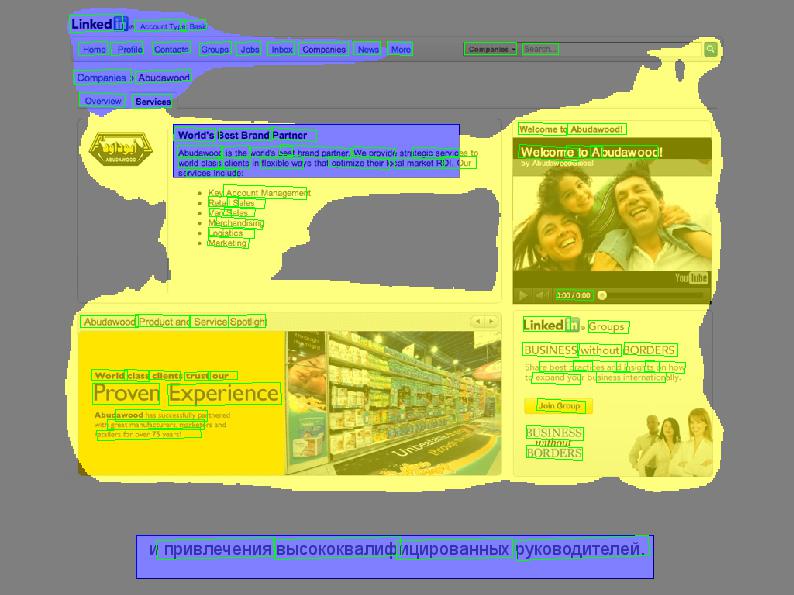 LinkedIn Account Type: Basic
Home Profile Contacts Groups Jobs Inbox Companies News More
Companies Search...
Companies › Abudawood
Overview Services
ABUDAWOOD
World's Best Brand Partner
Abudawood is the world's best brand partner. We provide strategic services to
world class clients in flexible ways that optimize their local market ROI. Our
services include:
Key Account Management
Retail Sales
Van Sales
Merchandising
Logistics
Marketing
Welcome to Abudawood!
Welcome to Abudawood!
by AbudawoodGlobal
YouTube
0:00 / 0:00
Abudawood Product and Service Spotlight
World class clients trust our
Proven Experience
Abudawood has successfully partnered
with great manufacturers, marketers and
retailers for over 75 years!
LinkedIn Groups
BUSINESS without BORDERS
Share best practices and insights on how
to expand your business internationally.
Join Group
BUSINESS
without
BORDERS
и привлечения высококвалифицированных руководителей.